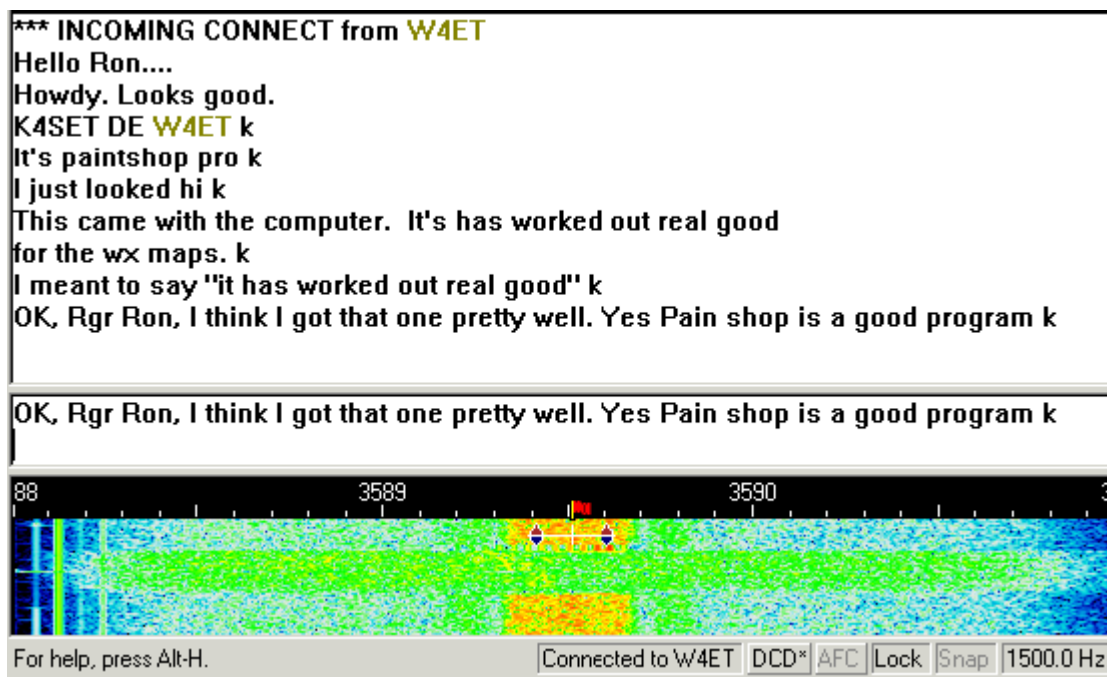 *** INCOMING CONNECT from W4ET
Hello Ron....
Howdy. Looks good.
K4SET DE W4ET k
It's paintshop pro k
I just looked hi k
This came with the computer.  It's has worked out real good
for the wx maps. k
I meant to say "it has worked out real good" k
OK, Rgr Ron, I think I got that one pretty well. Yes Pain shop is a good program k
OK, Rgr Ron, I think I got that one pretty well. Yes Pain shop is a good program k
88 3589 3590
For help, press Alt-H. Connected to W4ET DCD* AFC Lock Snap 1500.0 Hz